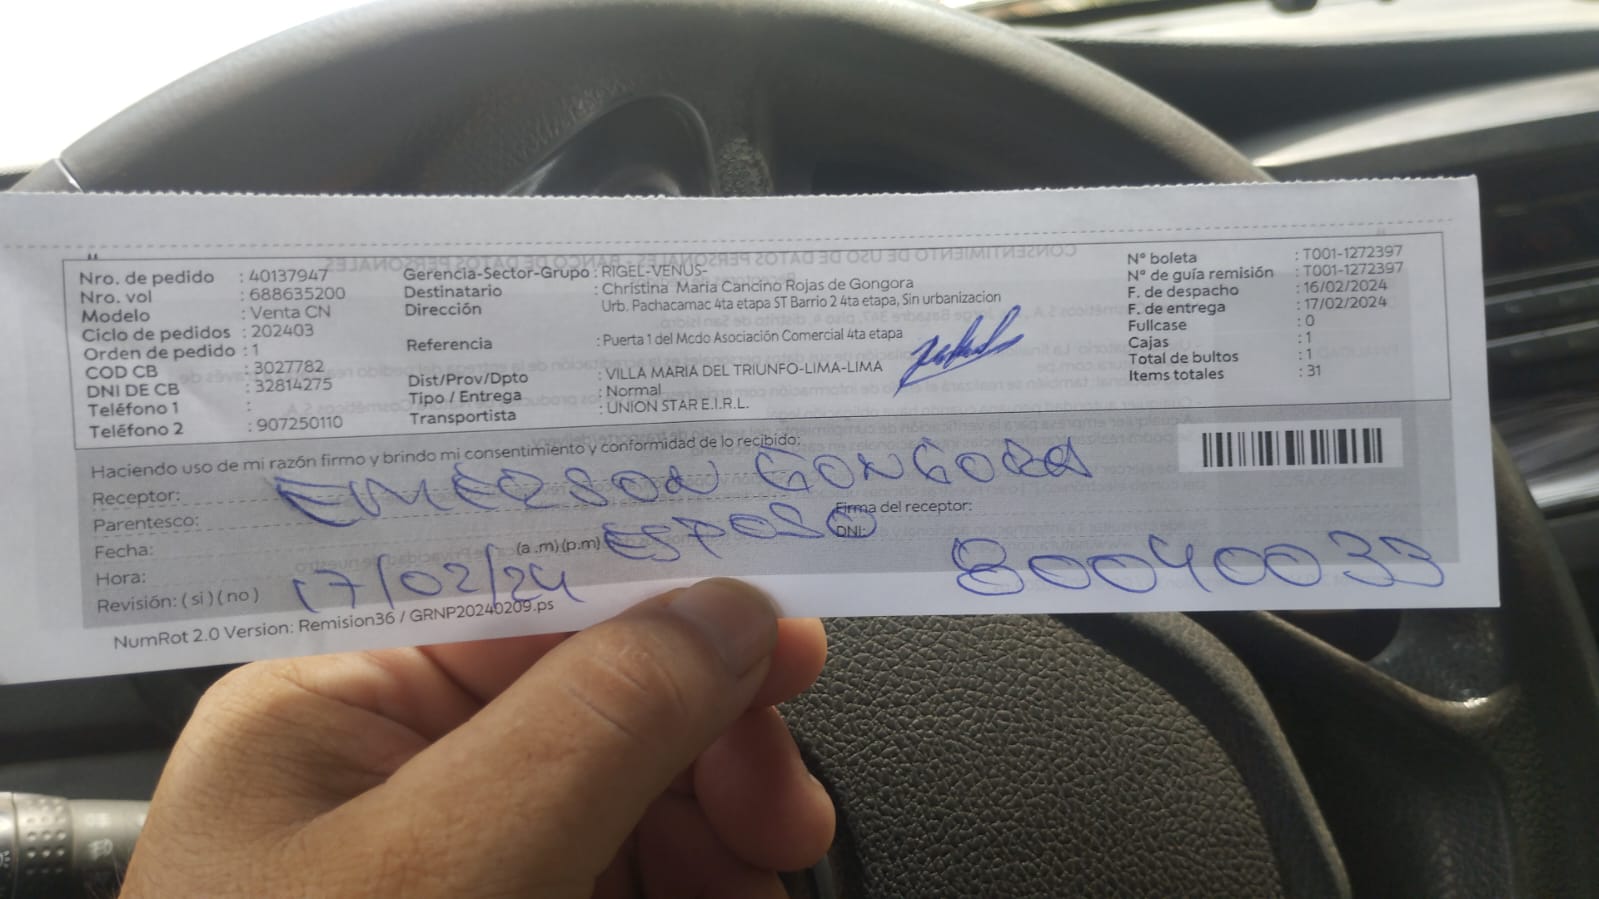 Nro. de pedido : 40137947
Nro. vol : 688635200
Modelo : Venta CN
Ciclo de pedidos : 202403
Orden de pedido : 1
COD CB : 3027782
DNI DE CB : 32814275
Teléfono 1 :
Teléfono 2 : 907250110
Gerencia-Sector-Grupo : RIGEL-VENUS-
Destinatario : Christina Maria Cancino Rojas de Gongora
Dirección Urb. Pachacamac 4ta etapa ST Barrio 2 4ta etapa, Sin urbanizacion
Referencia : Puerta 1 del Mcdo Asociación Comercial 4ta etapa
Dist/Prov/Dpto : VILLA MARIA DEL TRIUNFO-LIMA-LIMA
Tipo / Entrega : Normal
Transportista : UNION STAR E.I.R.L.
N° boleta : T001-1272397
N° de guía remisión : T001-1272397
F. de despacho : 16/02/2024
F. de entrega : 17/02/2024
Fullcase : 0
Cajas : 1
Total de bultos : 1
Items totales : 31
Haciendo uso de mi razón firmo y brindo mi consentimiento y conformidad de lo recibido:
Receptor: EMERSON GONGORA
Parentesco: ESPOSO
Firma del receptor:
Fecha: 17/02/24
Hora: (a .m) (p.m)
DNI: 80040033
Revisión: ( si ) ( no )
NumRot 2.0 Version: Remision36 / GRNP20240209.ps